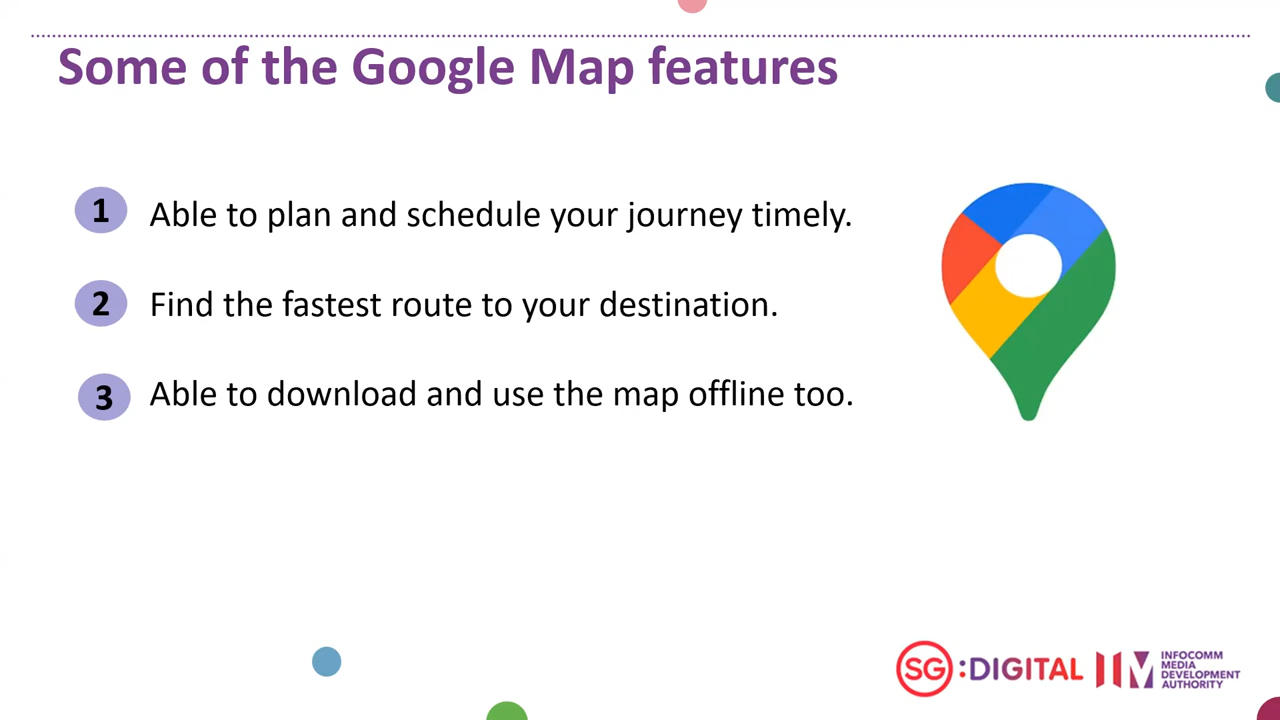 Some of the Google Map features
1 Able to plan and schedule your journey timely.
2 Find the fastest route to your destination.
3 Able to download and use the map offline too.
SG:DIGITAL
INFOCOMM
MEDIA
DEVELOPMENT
AUTHORITY